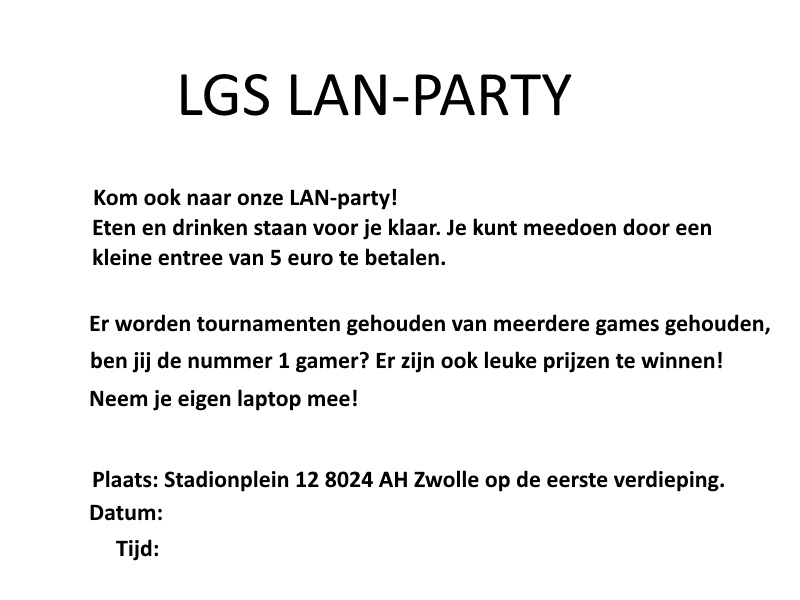 LGS LAN-PARTY
Kom ook naar onze LAN-party!
Eten en drinken staan voor je klaar. Je kunt meedoen door een
kleine entree van 5 euro te betalen.
Er worden tournamenten gehouden van meerdere games gehouden,
ben jij de nummer 1 gamer? Er zijn ook leuke prijzen te winnen!
Neem je eigen laptop mee!
Plaats: Stadionplein 12 8024 AH Zwolle op de eerste verdieping.
Datum:
Tijd: